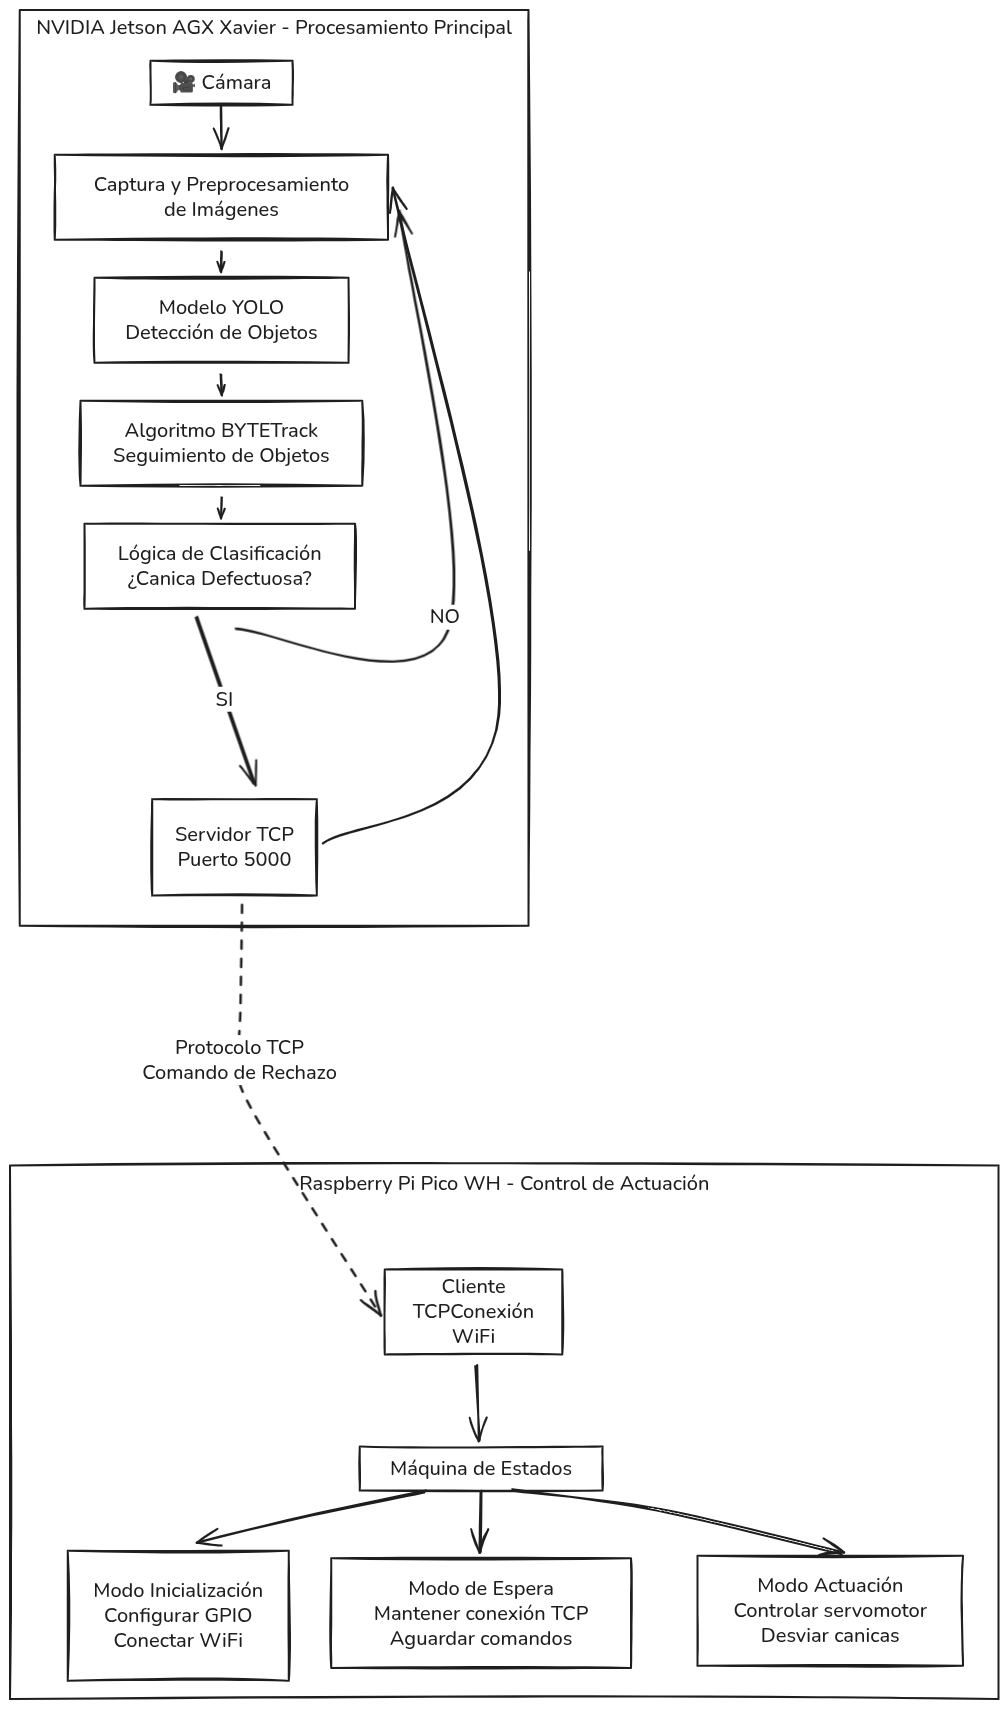 NVIDIA Jetson AGX Xavier - Procesamiento Principal
🎥 Cámara
Captura y Preprocesamiento
de Imágenes
Modelo YOLO
Detección de Objetos
Algoritmo BYTETrack
Seguimiento de Objetos
Lógica de Clasificación
¿Canica Defectuosa?
NO
SI
Servidor TCP
Puerto 5000
Protocolo TCP
Comando de Rechazo
Raspberry Pi Pico WH - Control de Actuación
Cliente
TCPConexión
WiFi
Máquina de Estados
Modo Inicialización
Configurar GPIO
Conectar WiFi
Modo de Espera
Mantener conexión TCP
Aguardar comandos
Modo Actuación
Controlar servomotor
Desviar canicas